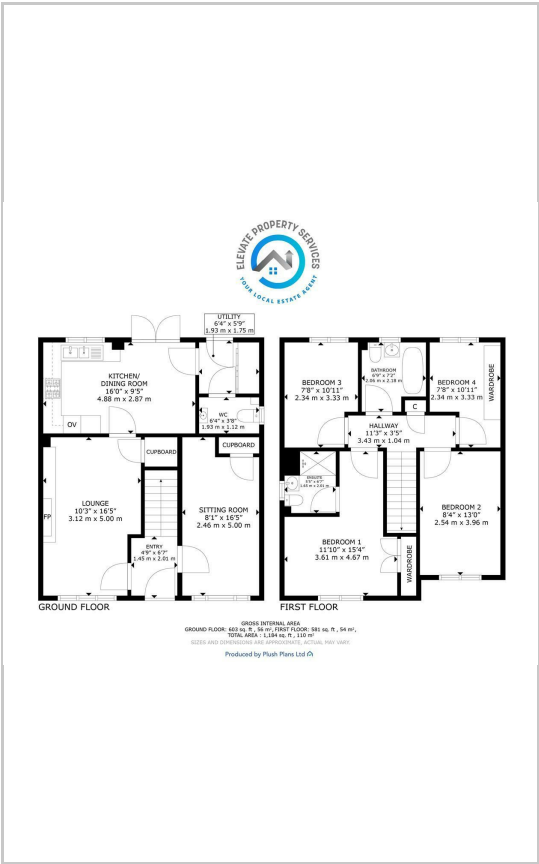 ELEVATE PROPERTY SERVICES
YOUR LOCAL ESTATE AGENT
UTILITY
6'4" x 5'9"
1.93 m x 1.75 m
KITCHEN/
DINING ROOM
16'0" x 9'5"
4.88 m x 2.87 m
OV
WC
6'4" x 3'8"
1.93 m x 1.12 m
CUPBOARD
CUPBOARD
LOUNGE
10'3" x 16'5"
3.12 m x 5.00 m
FP
SITTING ROOM
8'1" x 16'5"
2.46 m x 5.00 m
ENTRY
4'9" x 6'7"
1.45 m x 2.01 m
GROUND FLOOR
BEDROOM 3
7'8" x 10'11"
2.34 m x 3.33 m
BATHROOM
6'9" x 7'2"
2.06 m x 2.18 m
BEDROOM 4
7'8" x 10'11"
2.34 m x 3.33 m
WARDROBE
C
HALLWAY
11'3" x 3'5"
3.43 m x 1.04 m
ENSUITE
BEDROOM 2
8'4" x 13'0"
2.54 m x 3.96 m
BEDROOM 1
11'10" x 15'4"
3.61 m x 4.67 m
WARDROBE
FIRST FLOOR
GROSS INTERNAL AREA
GROUND FLOOR: 603 sq. ft , 56 m², FIRST FLOOR: 581 sq. ft , 54 m²,
TOTAL AREA : 1,184 sq. ft , 110 m²
SIZES AND DIMENSIONS ARE APPROXIMATE, ACTUAL MAY VARY.
Produced by Plush Plans Ltd